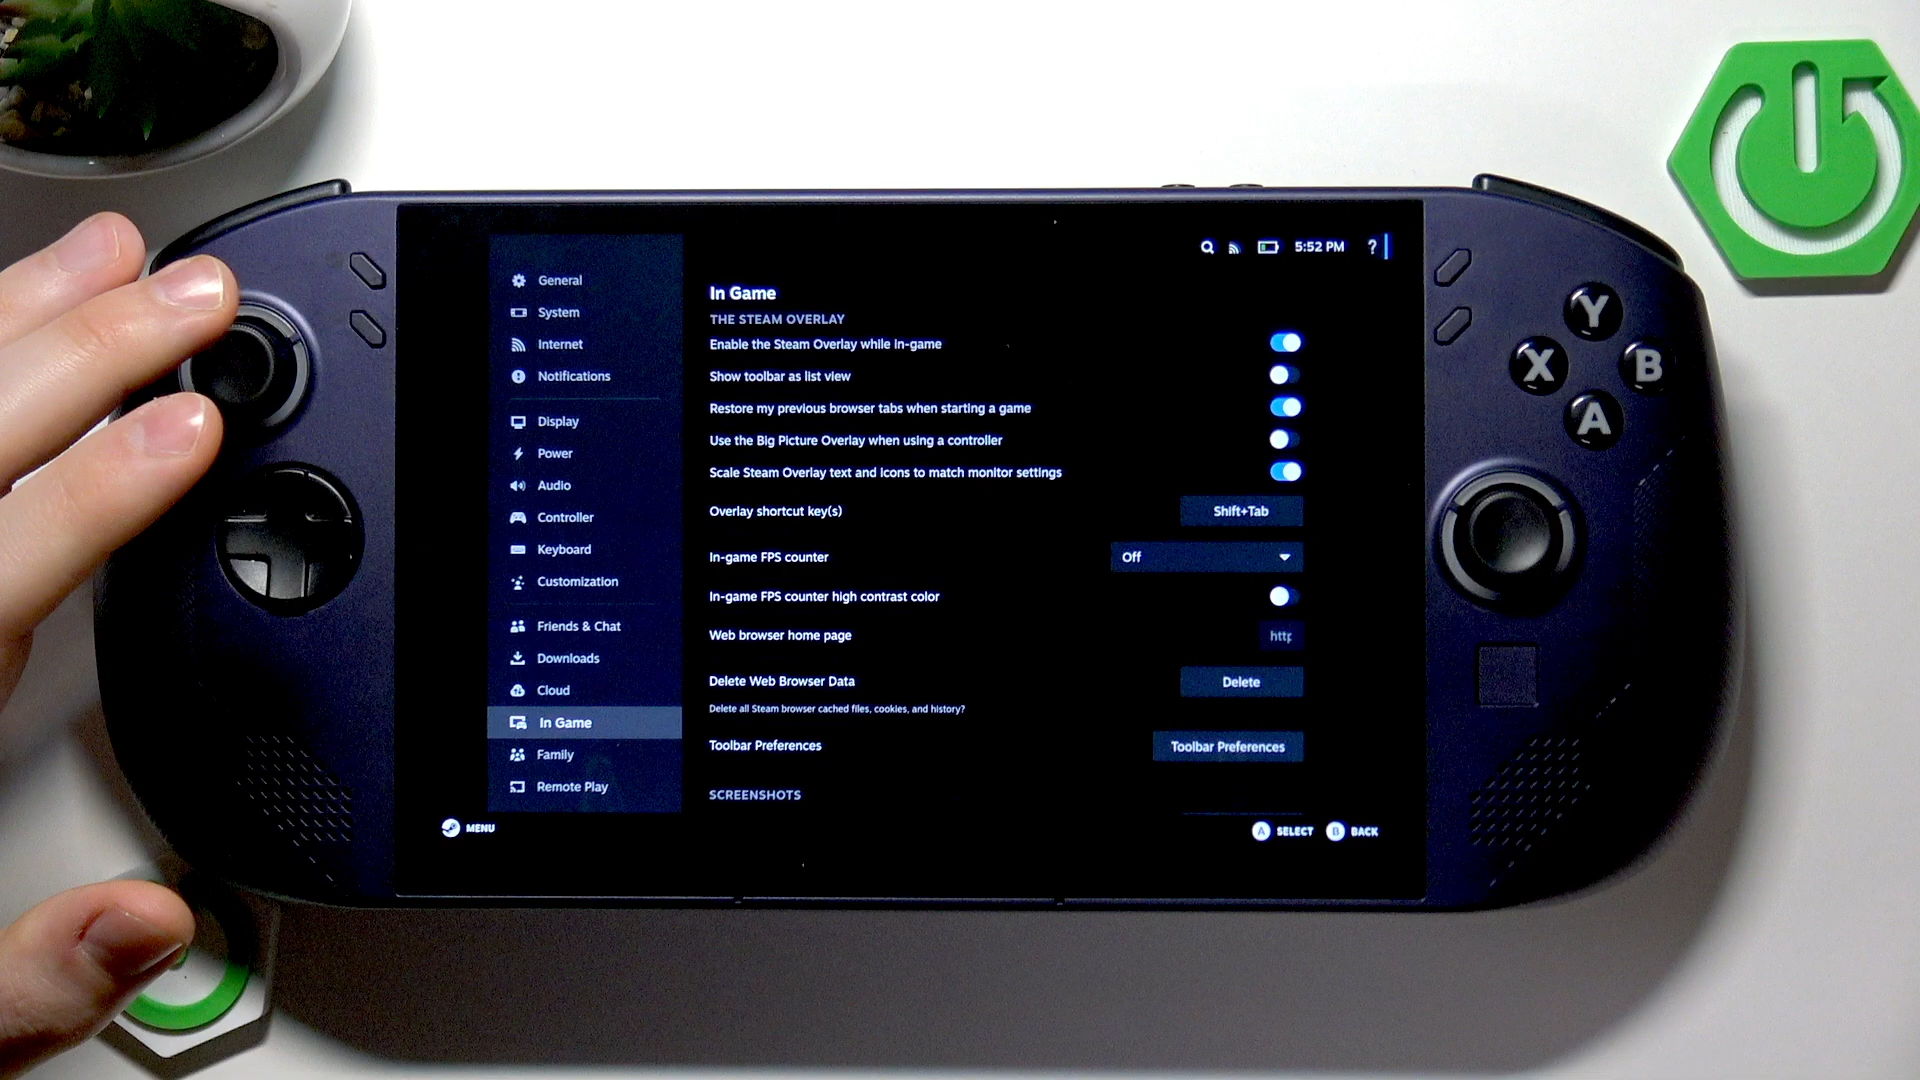 5:52 PM ?
General
System
Internet
Notifications
Display
Power
Audio
Controller
Keyboard
Customization
Friends & Chat
Downloads
Cloud
In Game
Family
Remote Play
In Game
THE STEAM OVERLAY
Enable the Steam Overlay while in-game
Show toolbar as list view
Restore my previous browser tabs when starting a game
Use the Big Picture Overlay when using a controller
Scale Steam Overlay text and icons to match monitor settings
Overlay shortcut key(s) Shift+Tab
In-game FPS counter Off
In-game FPS counter high contrast color
Web browser home page http
Delete Web Browser Data Delete
Delete all Steam browser cached files, cookies, and history?
Toolbar Preferences Toolbar Preferences
SCREENSHOTS
MENU
A SELECT B BACK
Y
X B
A